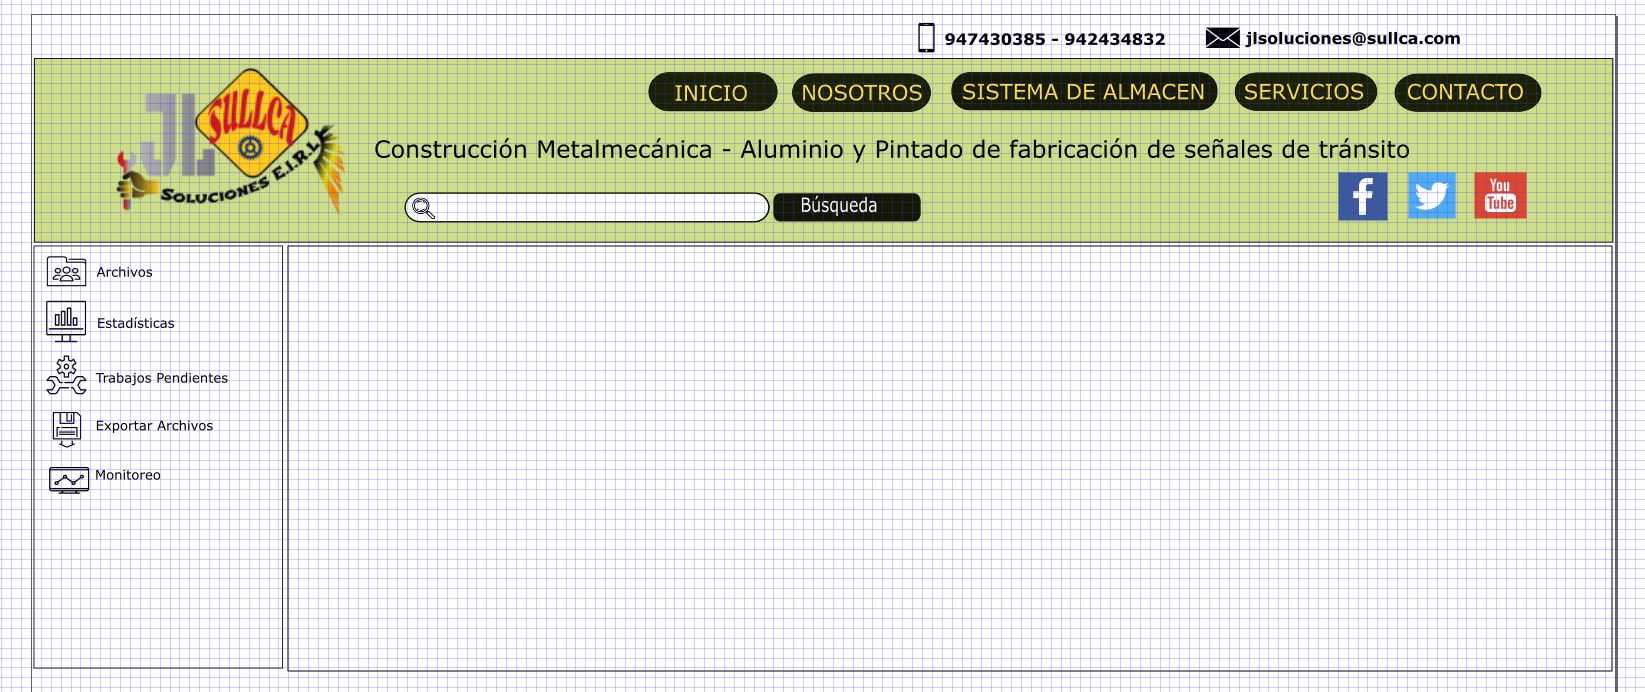 947430385 - 942434832
jlsoluciones@sullca.com
INICIO
NOSOTROS
SISTEMA DE ALMACEN
SERVICIOS
CONTACTO
JL
SULLCA
SOLUCIONES E.I.R.L
Construcción Metalmecánica - Aluminio y Pintado de fabricación de señales de tránsito
Búsqueda
f
You
Tube
Archivos
Estadísticas
Trabajos Pendientes
Exportar Archivos
Monitoreo